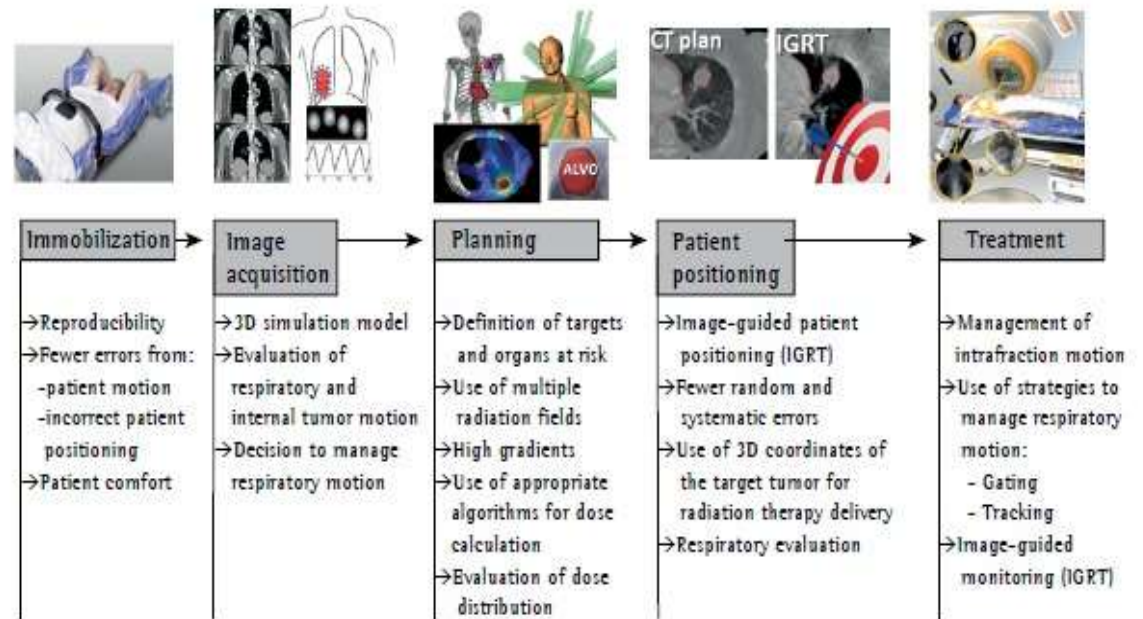 CT plan
IGRT
ALVO
Immobilization
→Reproducibility
→Fewer errors from:
-patient motion
-incorrect patient
positioning
→Patient comfort
Image
acquisition
→3D simulation model
→Evaluation of
respiratory and
internal tumor motion
→Decision to manage
respiratory motion
Planning
→Definition of targets
and organs at risk
→Use of multiple
radiation fields
→High gradients
→Use of appropriate
algorithms for dose
calculation
→Evaluation of dose
distribution
Patient
positioning
→Image-guided patient
positioning (IGRT)
→Fewer random and
systematic errors
→Use of 3D coordinates of
the target tumor for
radiation therapy delivery
→Respiratory evaluation
Treatment
→Management of
intrafraction motion
→Use of strategies to
manage respiratory
motion:
- Gating
- Tracking
→Image-guided
monitoring (IGRT)